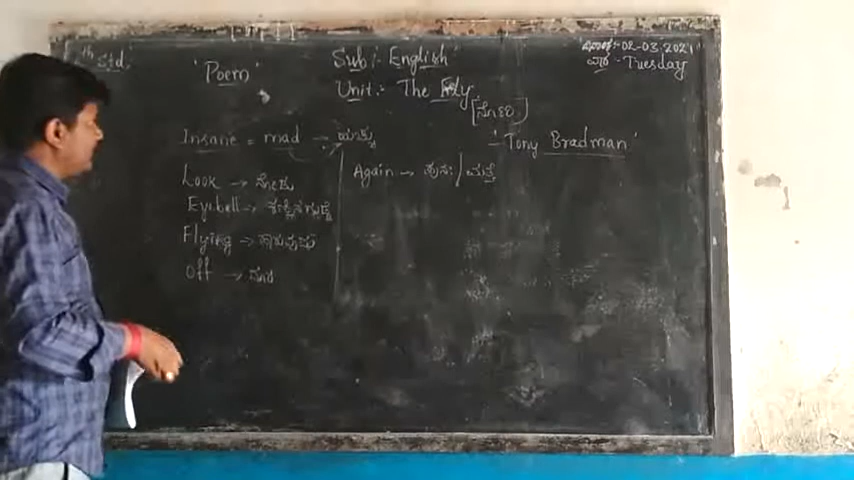 th Std.
'Poem'
Sub :- English
ದಿನಾಂಕ :- 02-03-2021
ವಾರ :- Tuesday
Unit :- The Fly.
[ನೊಣ]
Insane = mad →
- Tony Bradman'
Look → ನೋಡು
Again → ಪುನಃ / ಮತ್ತೆ
Eyeball → ಕಣ್ಣಿನಗುಡ್ಡೆ
Flying → ಹಾರುವುದು
Off → ದೂರ